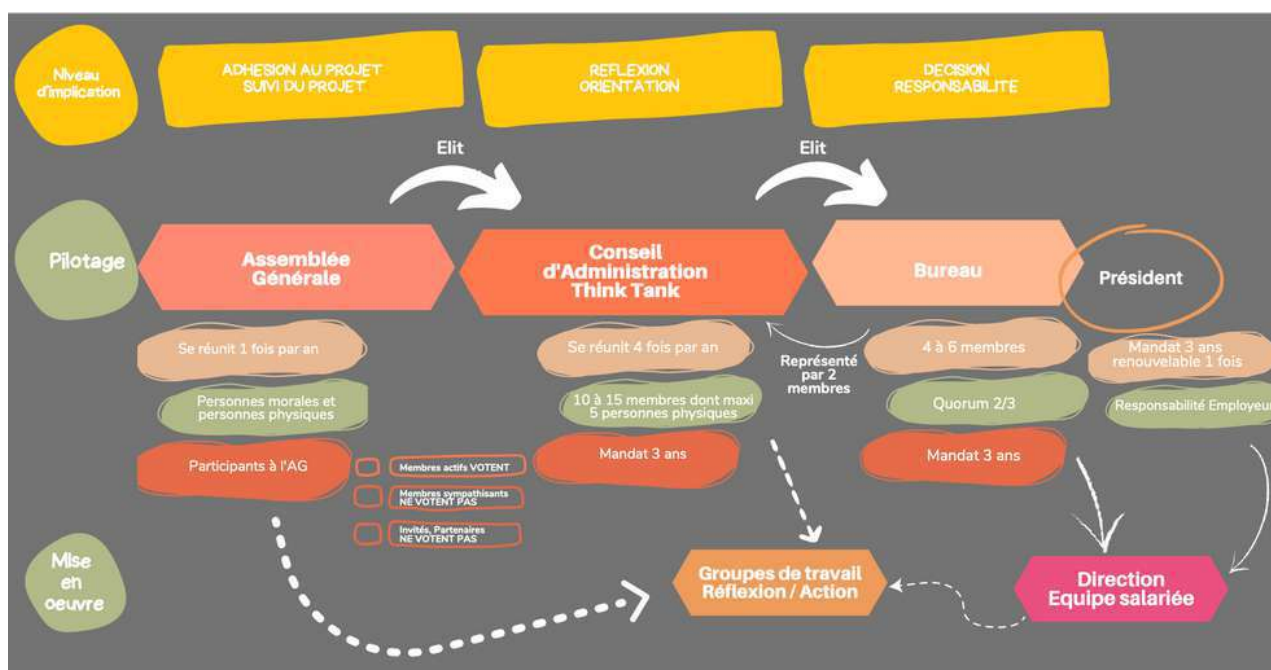 Niveau
d'implication
ADHESION AU PROJET
SUIVI DU PROJET
REFLEXION
ORIENTATION
DECISION
RESPONSABILITE
Elit
Elit
Pilotage
Assemblée
Générale
Conseil
d'Administration
Think Tank
Bureau
Président
Se réunit 1 fois par an
Se réunit 4 fois par an
Représenté
par 2
membres
4 à 6 membres
Mandat 3 ans
renouvelable 1 fois
Personnes morales et
personnes physiques
10 à 15 membres dont maxi
5 personnes physiques
Quorum 2/3
Responsabilité Employeur
Participants à l'AG
Membres actifs VOTENT
Membres sympathisants
NE VOTENT PAS
Invités, Partenaires
NE VOTENT PAS
Mandat 3 ans
Mandat 3 ans
Mise
en
oeuvre
Groupes de travail
Réflexion / Action
Direction
Equipe salariée